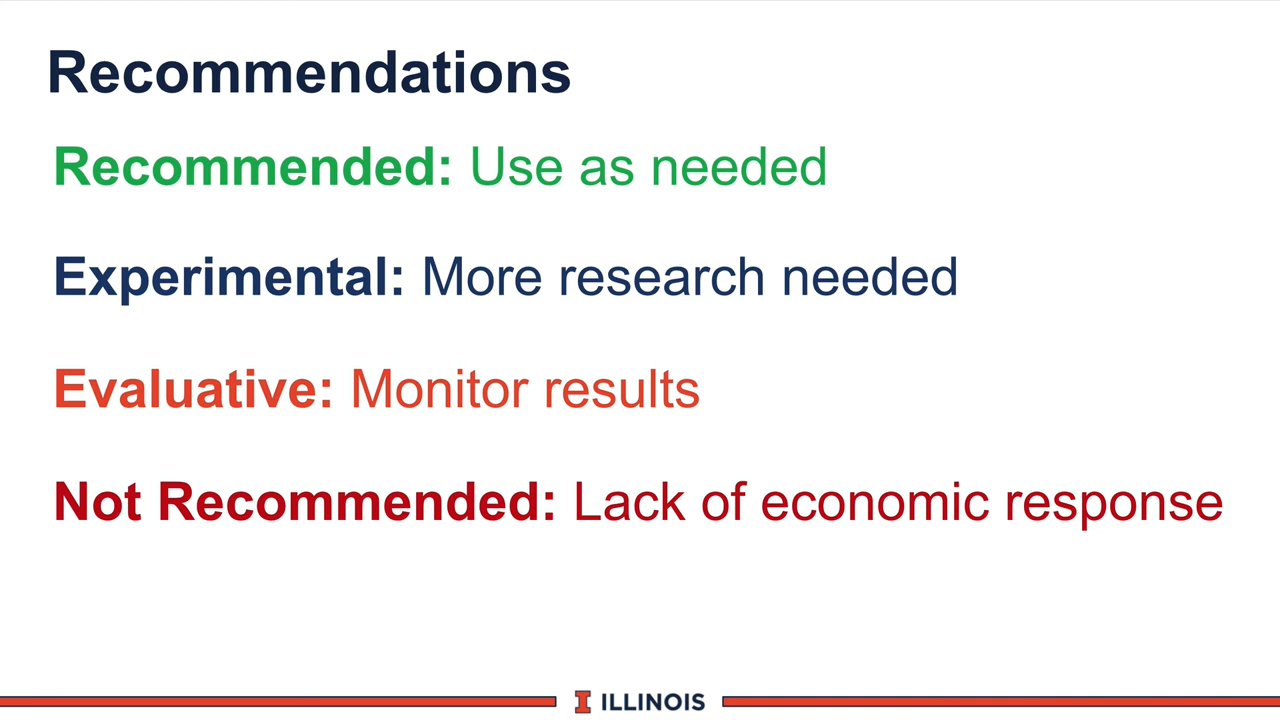 Recommendations
Recommended: Use as needed
Experimental: More research needed
Evaluative: Monitor results
Not Recommended: Lack of economic response
I ILLINOIS